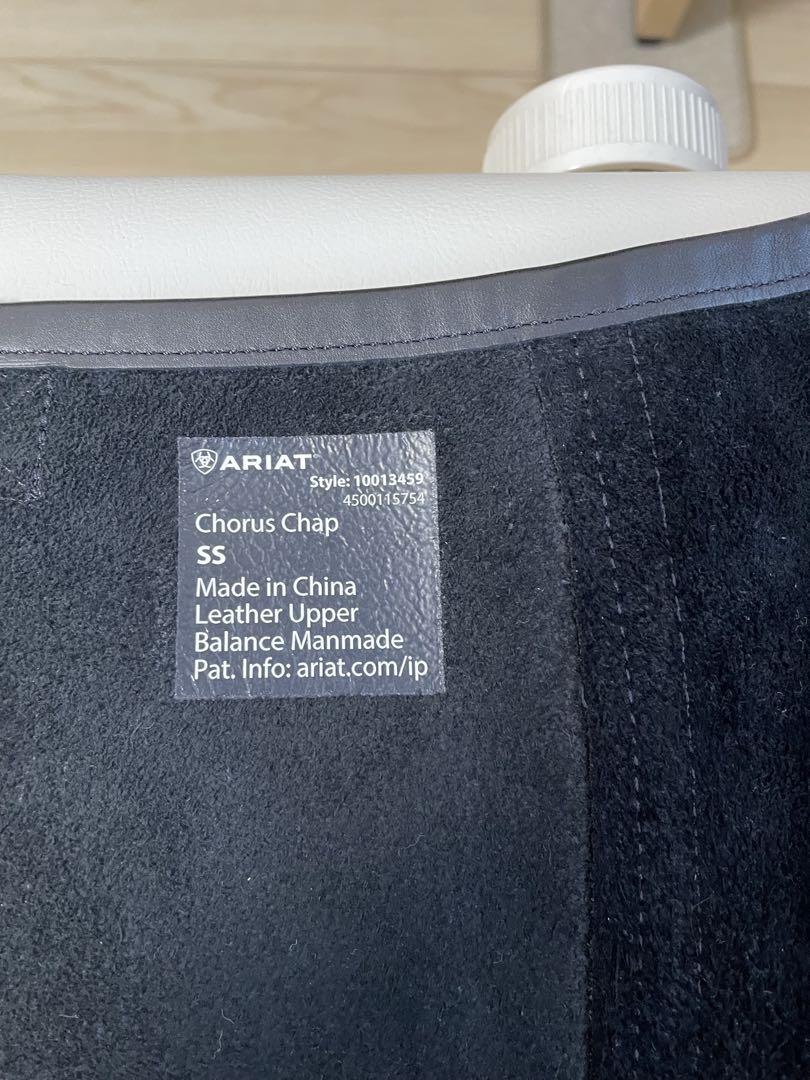 ARIAT
Style: 10013459
4500115754
Chorus Chap
SS
Made in China
Leather Upper
Balance Manmade
Pat. Info: ariat.com/ip